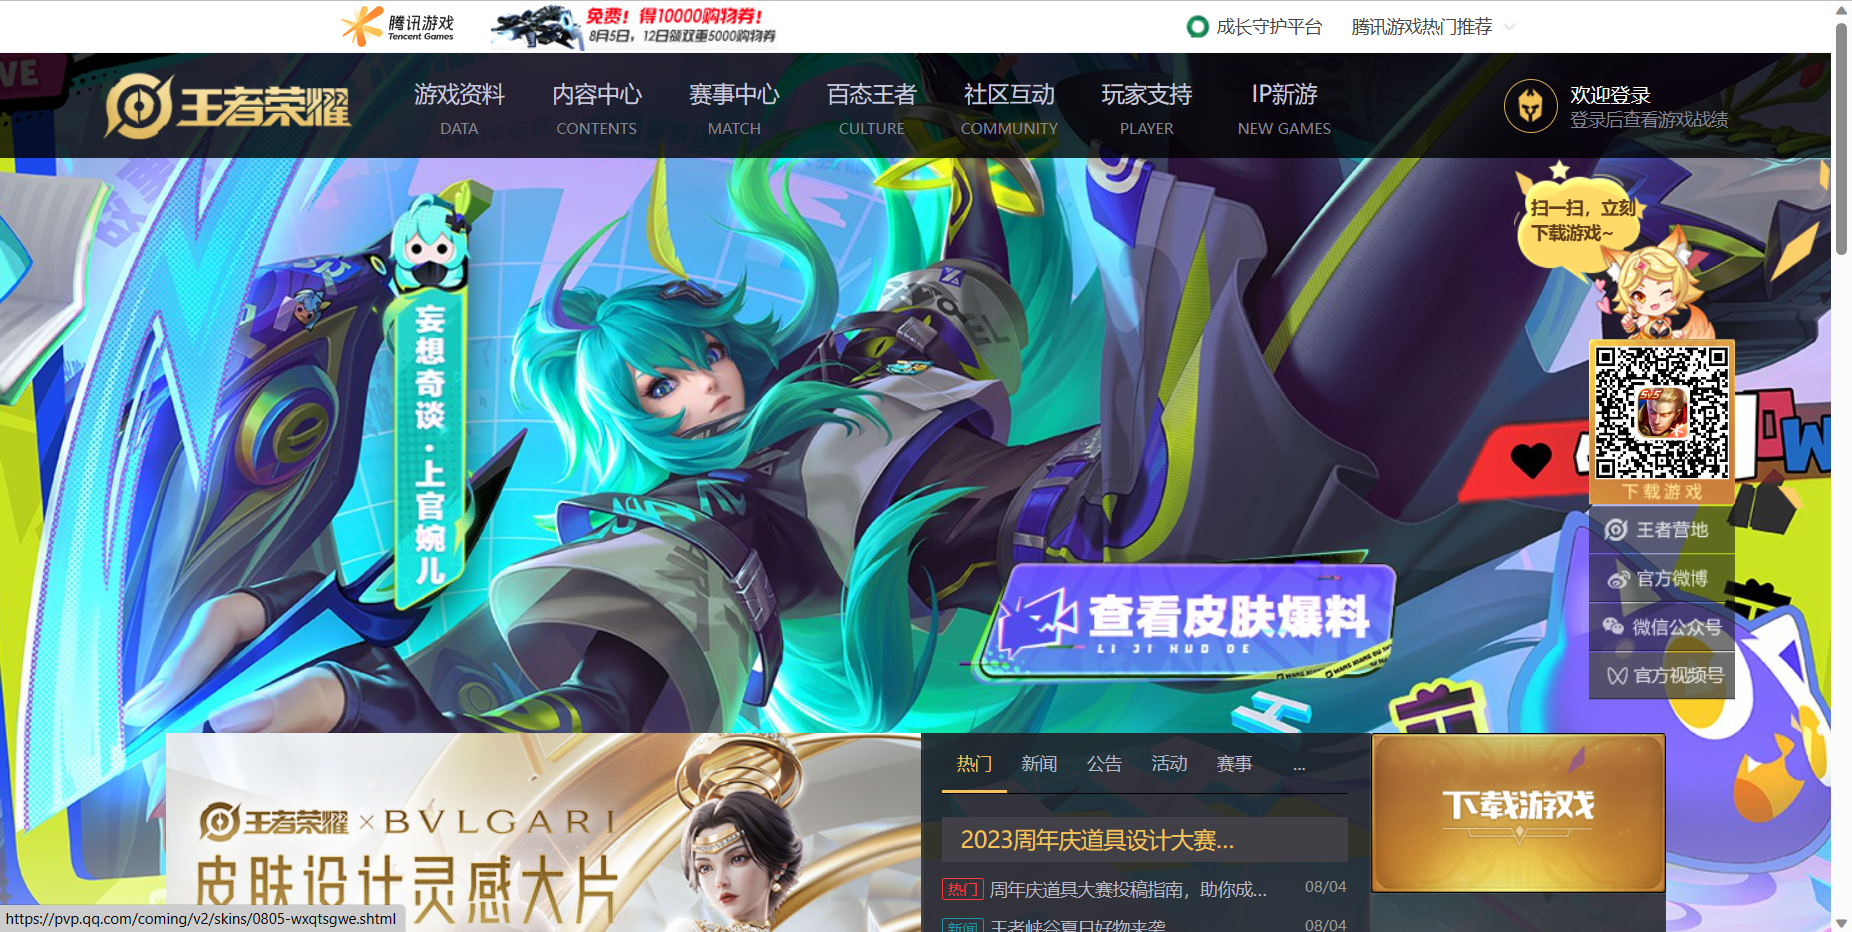 腾讯游戏
Tencent Games
免费！得10000购物券！
8月5日，12日领双重5000购物券
成长守护平台
腾讯游戏热门推荐
王者荣耀
游戏资料
DATA
内容中心
CONTENTS
赛事中心
MATCH
百态王者
CULTURE
社区互动
COMMUNITY
玩家支持
PLAYER
IP新游
NEW GAMES
欢迎登录
登录后查看游戏战绩
扫一扫，立刻
下载游戏~
妄想奇谈·上官婉儿
5v5
下载游戏
王者营地
官方微博
微信公众号
官方视频号
查看皮肤爆料
LI JI HUO DE
王者荣耀×BVLGARI
皮肤设计灵感大片
热门
新闻
公告
活动
赛事
...
2023周年庆道具设计大赛...
热门 周年庆道具大赛投稿指南，助你成... 08/04
新闻 王者峡谷夏日好物来袭 08/04
下载游戏
https://pvp.qq.com/coming/v2/skins/0805-wxqtsgwe.shtml